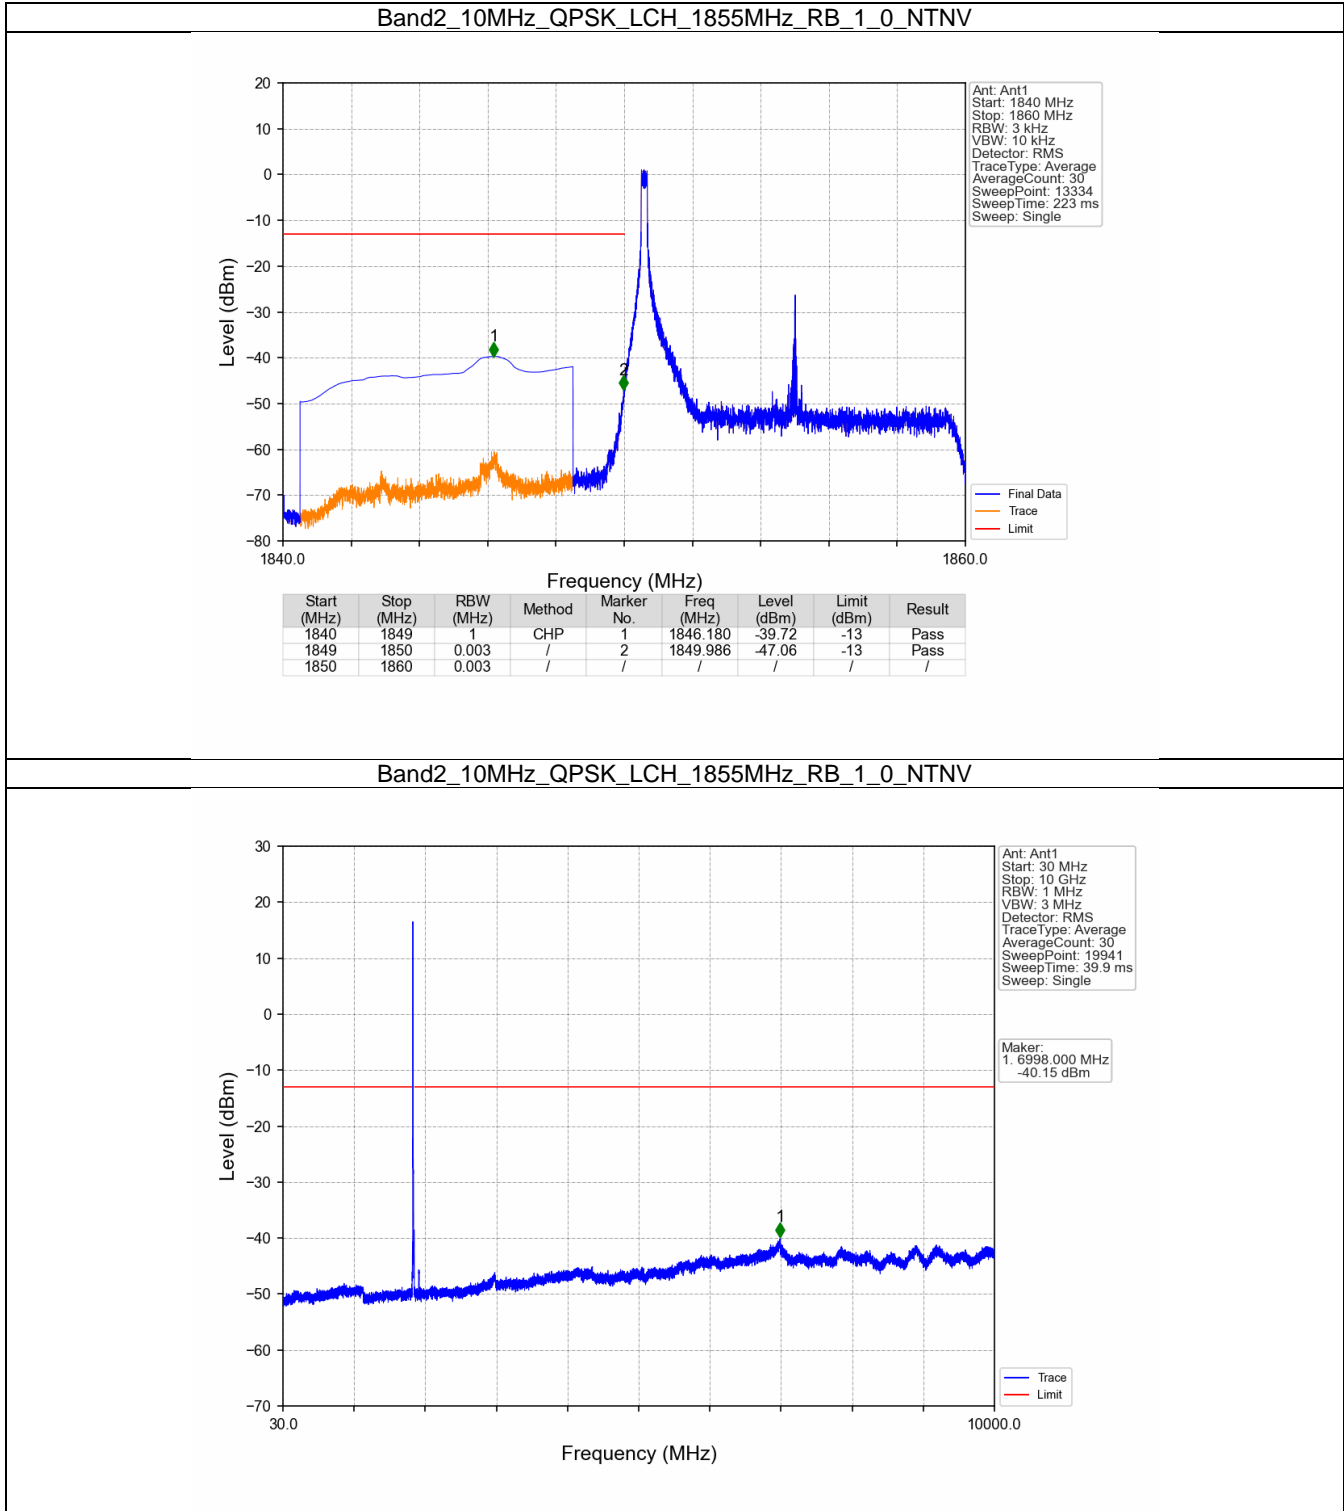 Band2_10MHz_QPSK_LCH_1855MHz_RB_1_0_NTNV
20
10
0
−10
−20
−30
−40
−50
−60
−70
−80
Level (dBm)
1
2
1840.0
1860.0
Frequency (MHz)
Ant: Ant1
Start: 1840 MHz
Stop: 1860 MHz
RBW: 3 kHz
VBW: 10 kHz
Detector: RMS
TraceType: Average
AverageCount: 30
SweepPoint: 13334
SweepTime: 223 ms
Sweep: Single
Final Data
Trace
Limit
Start (MHz) Stop (MHz) RBW (MHz) Method Marker No. Freq (MHz) Level (dBm) Limit (dBm) Result
1840 1849 1 CHP 1 1846.180 -39.72 -13 Pass
1849 1850 0.003 / 2 1849.986 -47.06 -13 Pass
1850 1860 0.003 / / / / / /
Band2_10MHz_QPSK_LCH_1855MHz_RB_1_0_NTNV
30
20
10
0
−10
−20
−30
−40
−50
−60
−70
Level (dBm)
1
30.0
10000.0
Frequency (MHz)
Ant: Ant1
Start: 30 MHz
Stop: 10 GHz
RBW: 1 MHz
VBW: 3 MHz
Detector: RMS
TraceType: Average
AverageCount: 30
SweepPoint: 19941
SweepTime: 39.9 ms
Sweep: Single
Maker:
1. 6998.000 MHz
-40.15 dBm
Trace
Limit